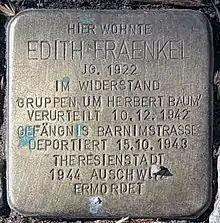 HIER WOHNTE
EDITH FRAENKEL
JG. 1922
IM WIDERSTAND
GRUPPEN UM HERBERT BAUM
VERURTEILT 10.12.1942
GEFÄNGNIS BARNIMSTRASSE
DEPORTIERT 15.10.1943
THERESIENSTADT
1944 AUSCHWITZ
ERMORDET